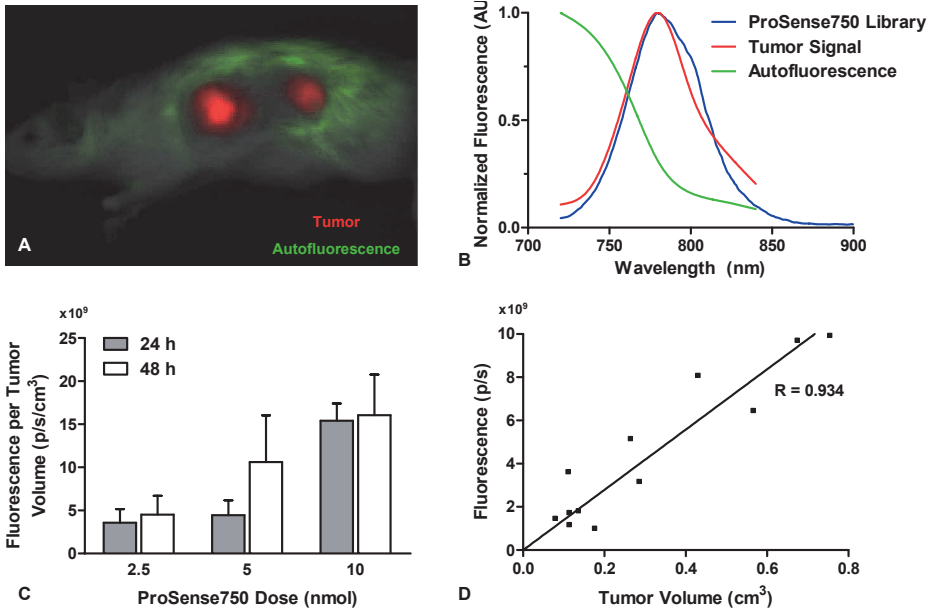 Tumor
Autofluorescence
A
Normalized Fluorescence (AU
1.0
0.5
0.0
700
750
800
850
900
Wavelength (nm)
ProSense750 Library
Tumor Signal
Autofluorescence
B
x10⁹
Fluorescence per Tumor
Volume (p/s/cm³)
25
20
15
10
5
0
24 h
48 h
2.5
5
10
ProSense750 Dose (nmol)
C
x10⁹
Fluorescence (p/s)
10
8
6
4
2
0
R = 0.934
0.0
0.2
0.4
0.6
0.8
Tumor Volume (cm³)
D